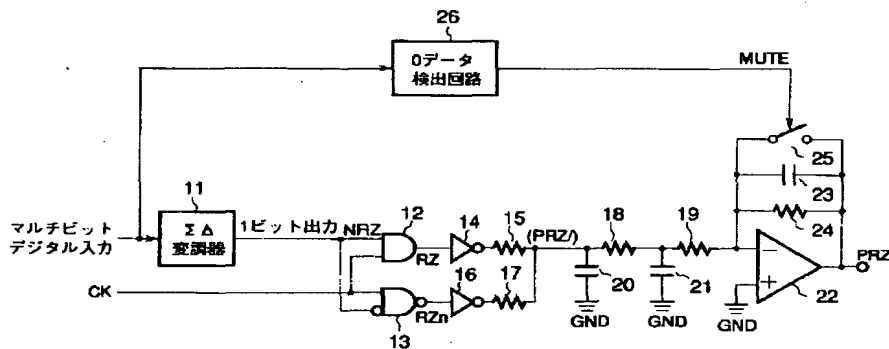 26
0データ
検出回路
MUTE
25
23
24
11
マルチビット
デジタル入力
ΣΔ
変調器
1ビット出力
NRZ
12
RZ
14
15
(PRZ/)
18
19
PRZ
22
CK
13
RZn
16
17
20
GND
21
GND
GND